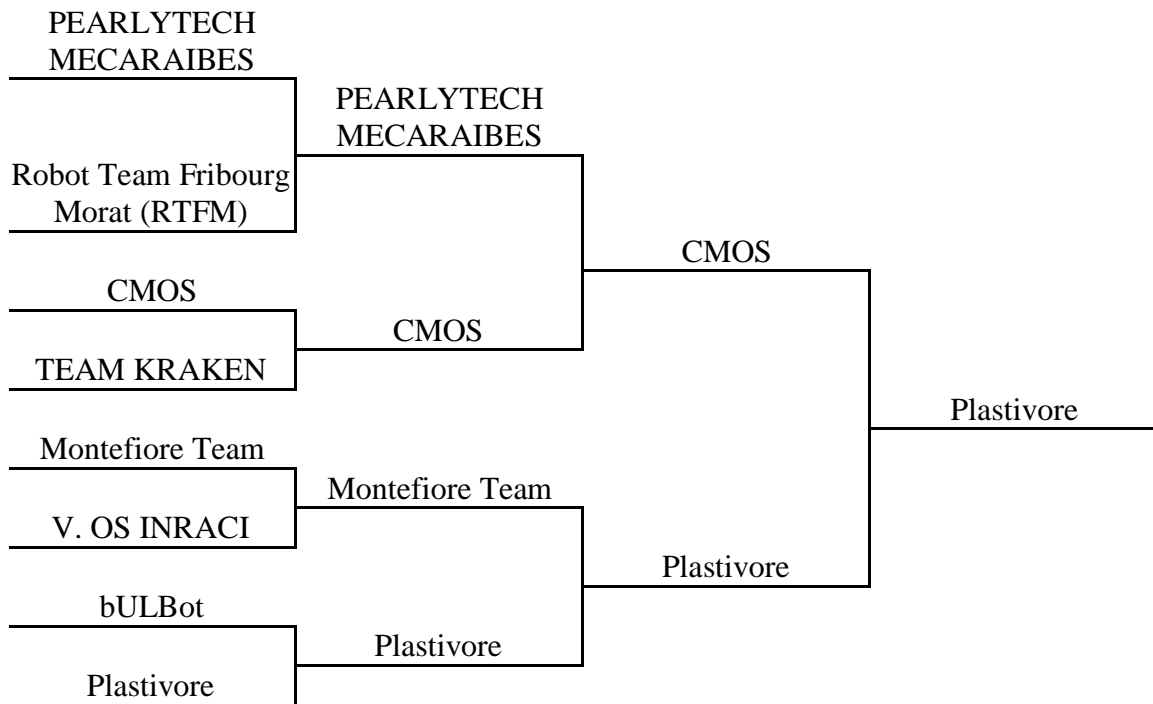 PEARLYTECH
MECARAIBES
Robot Team Fribourg
Morat (RTFM)
CMOS
TEAM KRAKEN
Montefiore Team
V. OS INRACI
bULBot
Plastivore
PEARLYTECH
MECARAIBES
CMOS
Montefiore Team
Plastivore
CMOS
Plastivore
Plastivore